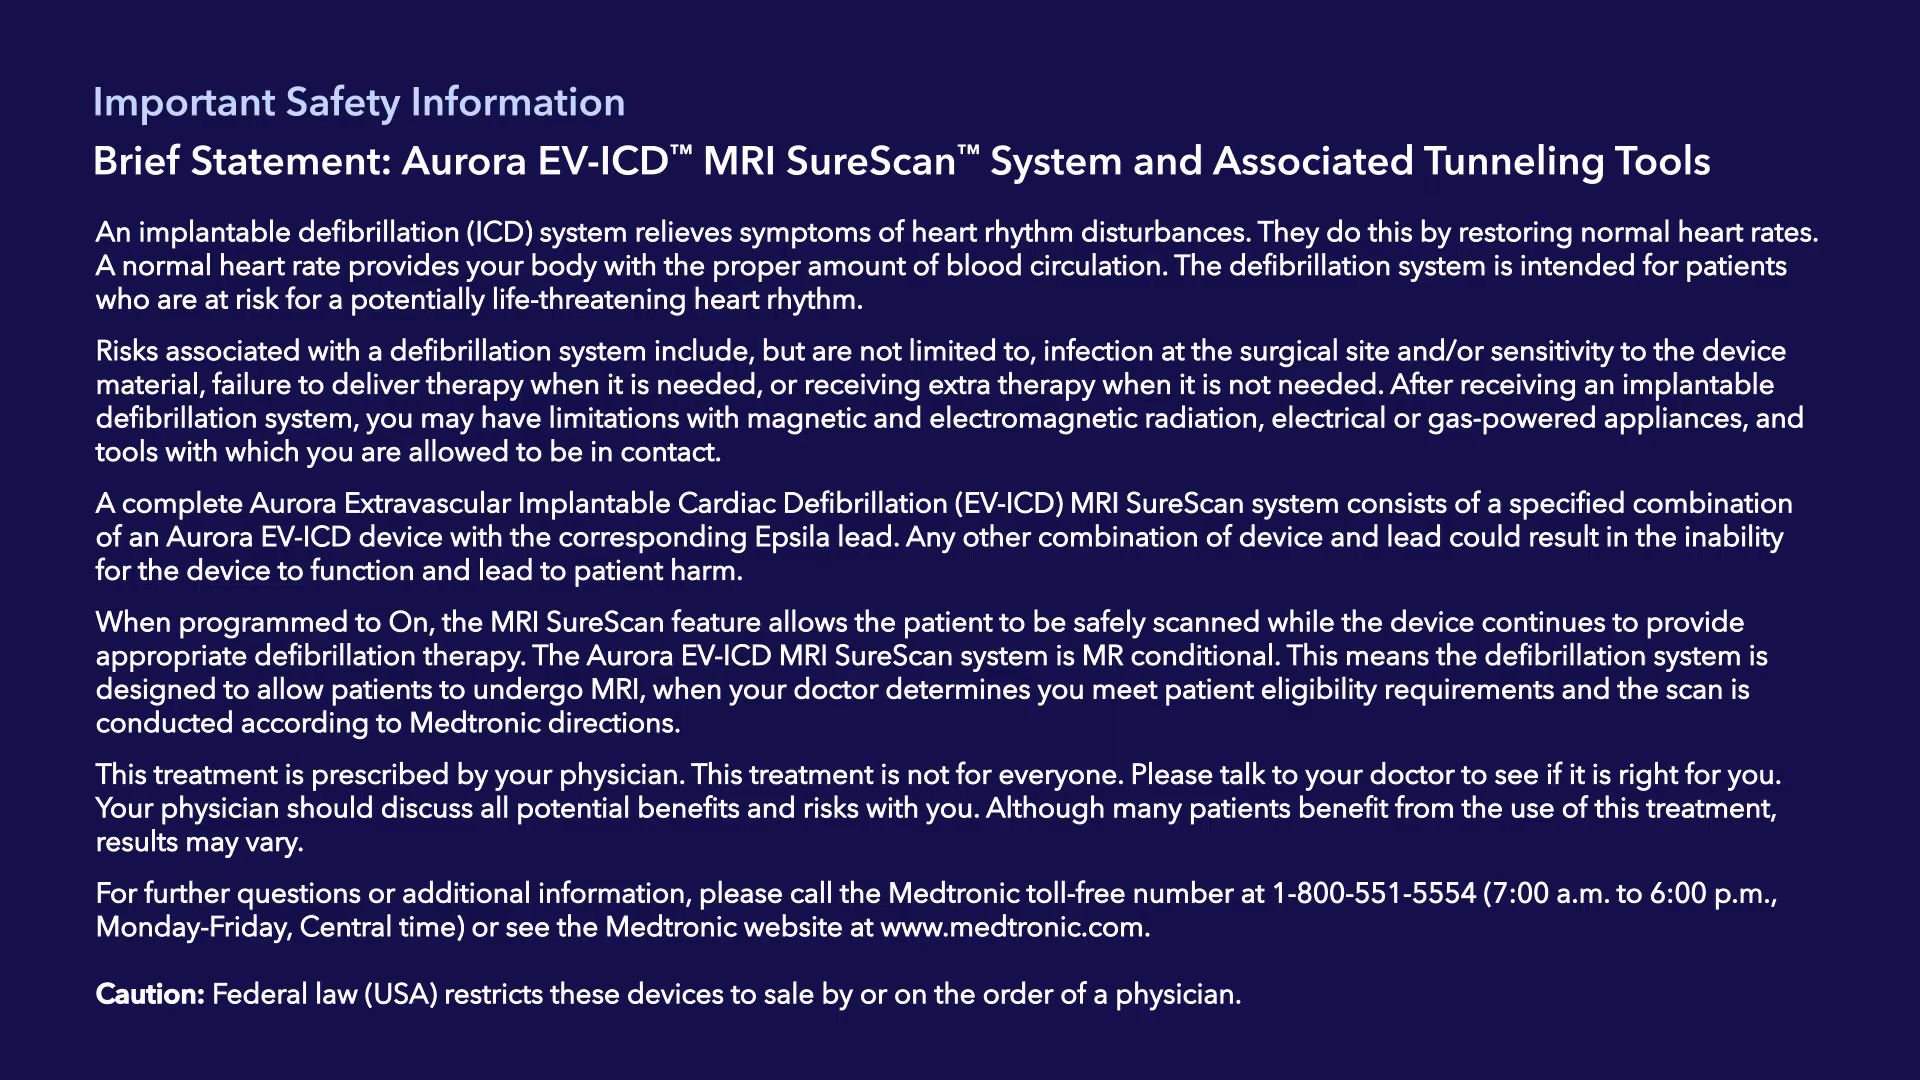 Important Safety Information
Brief Statement: Aurora EV-ICD™ MRI SureScan™ System and Associated Tunneling Tools
An implantable defibrillation (ICD) system relieves symptoms of heart rhythm disturbances. They do this by restoring normal heart rates.
A normal heart rate provides your body with the proper amount of blood circulation. The defibrillation system is intended for patients
who are at risk for a potentially life-threatening heart rhythm.
Risks associated with a defibrillation system include, but are not limited to, infection at the surgical site and/or sensitivity to the device
material, failure to deliver therapy when it is needed, or receiving extra therapy when it is not needed. After receiving an implantable
defibrillation system, you may have limitations with magnetic and electromagnetic radiation, electrical or gas-powered appliances, and
tools with which you are allowed to be in contact.
A complete Aurora Extravascular Implantable Cardiac Defibrillation (EV-ICD) MRI SureScan system consists of a specified combination
of an Aurora EV-ICD device with the corresponding Epsila lead. Any other combination of device and lead could result in the inability
for the device to function and lead to patient harm.
When programmed to On, the MRI SureScan feature allows the patient to be safely scanned while the device continues to provide
appropriate defibrillation therapy. The Aurora EV-ICD MRI SureScan system is MR conditional. This means the defibrillation system is
designed to allow patients to undergo MRI, when your doctor determines you meet patient eligibility requirements and the scan is
conducted according to Medtronic directions.
This treatment is prescribed by your physician. This treatment is not for everyone. Please talk to your doctor to see if it is right for you.
Your physician should discuss all potential benefits and risks with you. Although many patients benefit from the use of this treatment,
results may vary.
For further questions or additional information, please call the Medtronic toll-free number at 1-800-551-5554 (7:00 a.m. to 6:00 p.m.,
Monday-Friday, Central time) or see the Medtronic website at www.medtronic.com.
Caution: Federal law (USA) restricts these devices to sale by or on the order of a physician.